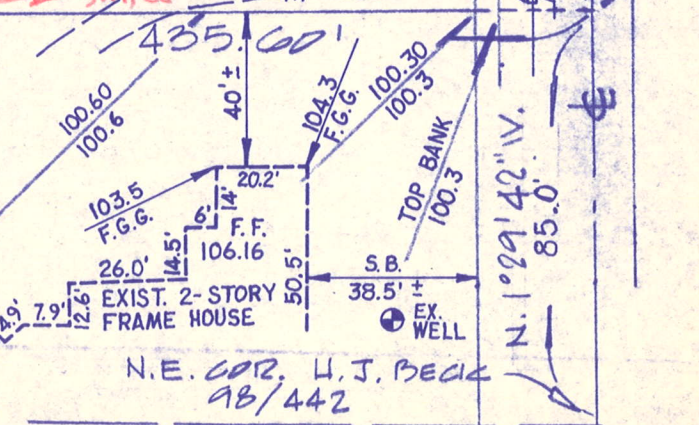 435.60'
40'±
100.60
100.6
104.3
F.G.G.
100.30
100.3
TOP BANK
100.3
N. 1°29'42" W.
85.0'
℄
20.2'
14'
103.5
F.G.G.
6'
F.F.
106.16
14.5'
50.5'
S.B.
38.5' ±
26.0'
12.6'
7.9'
4.9'
EXIST. 2-STORY
FRAME HOUSE
EX.
WELL
N.E. COR. H.J. BECK
98/442